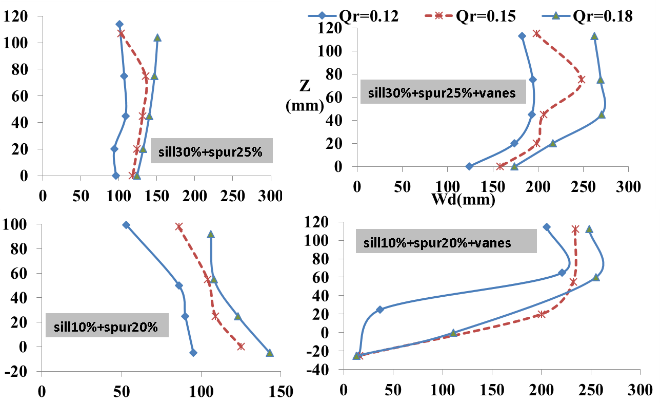 Qr=0.12 Qr=0.15 Qr=0.18
120
100
80
60
40
20
0
0 50 100 150 200 250 300
sill30%+spur25%
Z
(mm)
120
100
80
60
40
20
0
0 50 100 150 200 250 300
Wd(mm)
sill30%+spur25%+vanes
100
80
60
40
20
0
-20
0 50 100 150
sill10%+spur20%
120
100
80
60
40
20
0
-20
-40
0 50 100 150 200 250 300
sill10%+spur20%+vanes